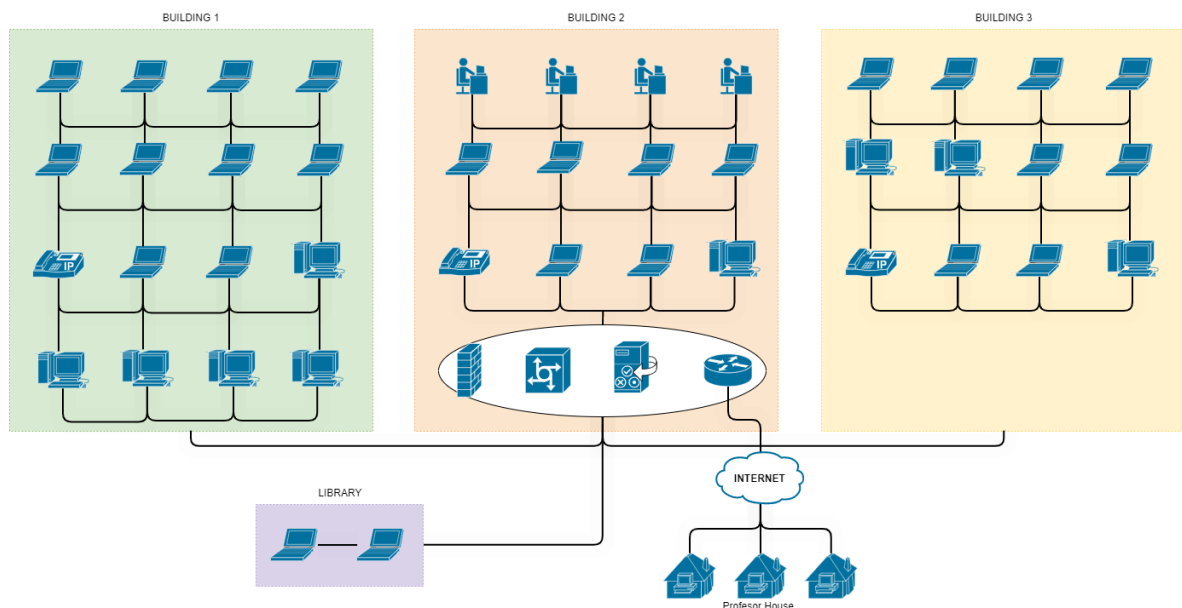 BUILDING 1
BUILDING 2
BUILDING 3
IP
IP
IP
INTERNET
LIBRARY
Profesor House